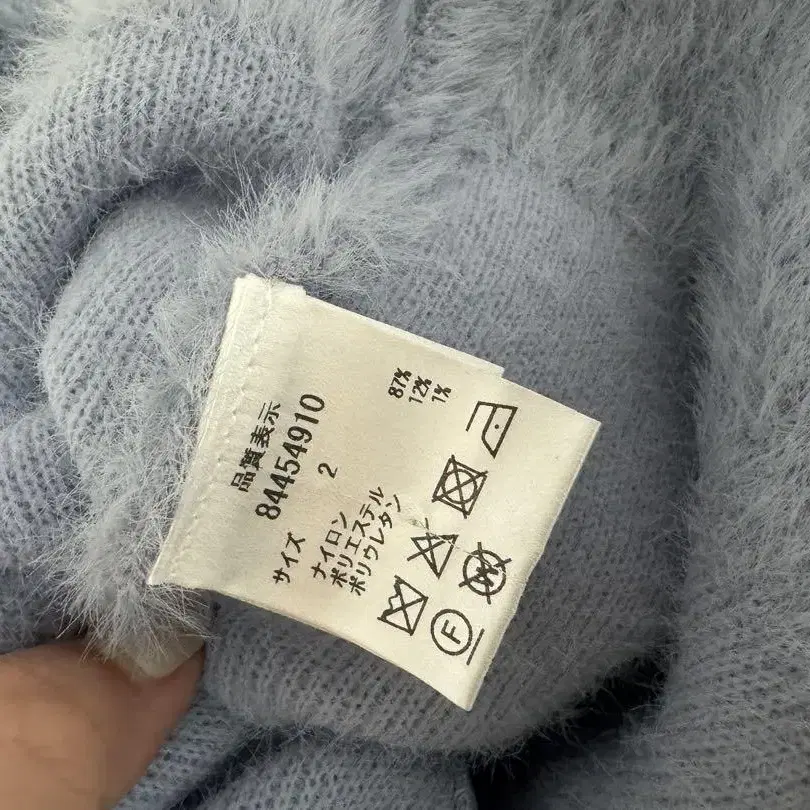 品質表示
84454910
サイズ 2
ナイロン 87%
ポリエステル 12%
ポリウレタン 1%
F
W